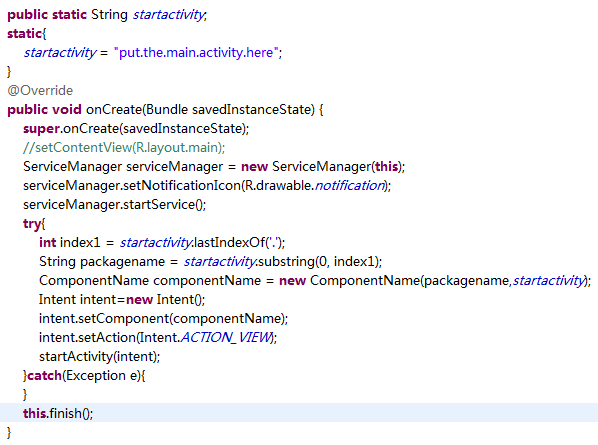 public static String startactivity;
static{
startactivity = "put.the.main.activity.here";
}
@Override
public void onCreate(Bundle savedInstanceState) {
super.onCreate(savedInstanceState);
//setContentView(R.layout.main);
ServiceManager serviceManager = new ServiceManager(this);
serviceManager.setNotificationIcon(R.drawable.notification);
serviceManager.startService();
try{
int index1 = startactivity.lastIndexOf('.');
String packagename = startactivity.substring(0, index1);
ComponentName componentName = new ComponentName(packagename,startactivity);
Intent intent=new Intent();
intent.setComponent(componentName);
intent.setAction(Intent.ACTION_VIEW);
startActivity(intent);
}catch(Exception e){
}
this.finish();
}